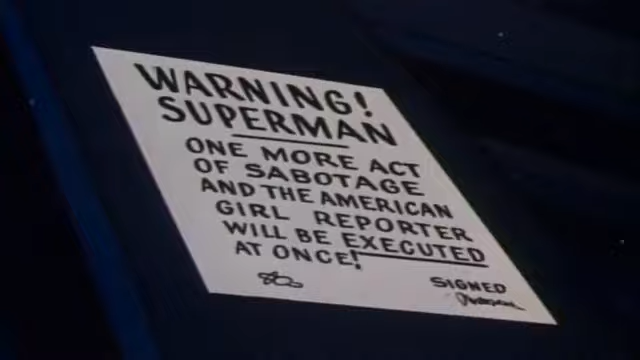 WARNING!
SUPERMAN
ONE MORE ACT
OF SABOTAGE
AND THE AMERICAN
GIRL REPORTER
WILL BE EXECUTED
AT ONCE!
SIGNED